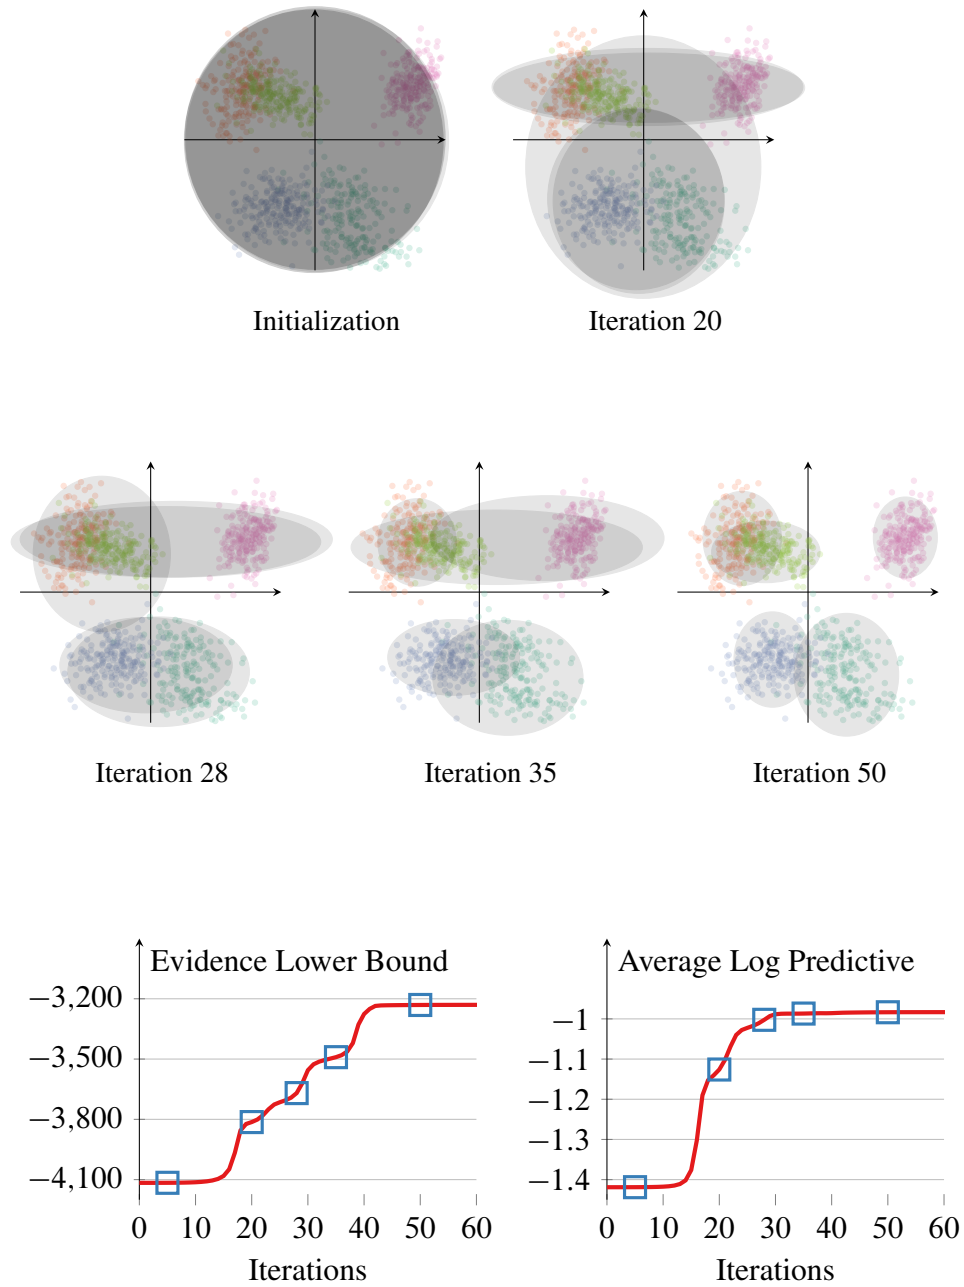 Initialization
Iteration 20
Iteration 28
Iteration 35
Iteration 50
Evidence Lower Bound
−3,200
−3,500
−3,800
−4,100
0 10 20 30 40 50 60
Iterations
Average Log Predictive
−1
−1.1
−1.2
−1.3
−1.4
0 10 20 30 40 50 60
Iterations